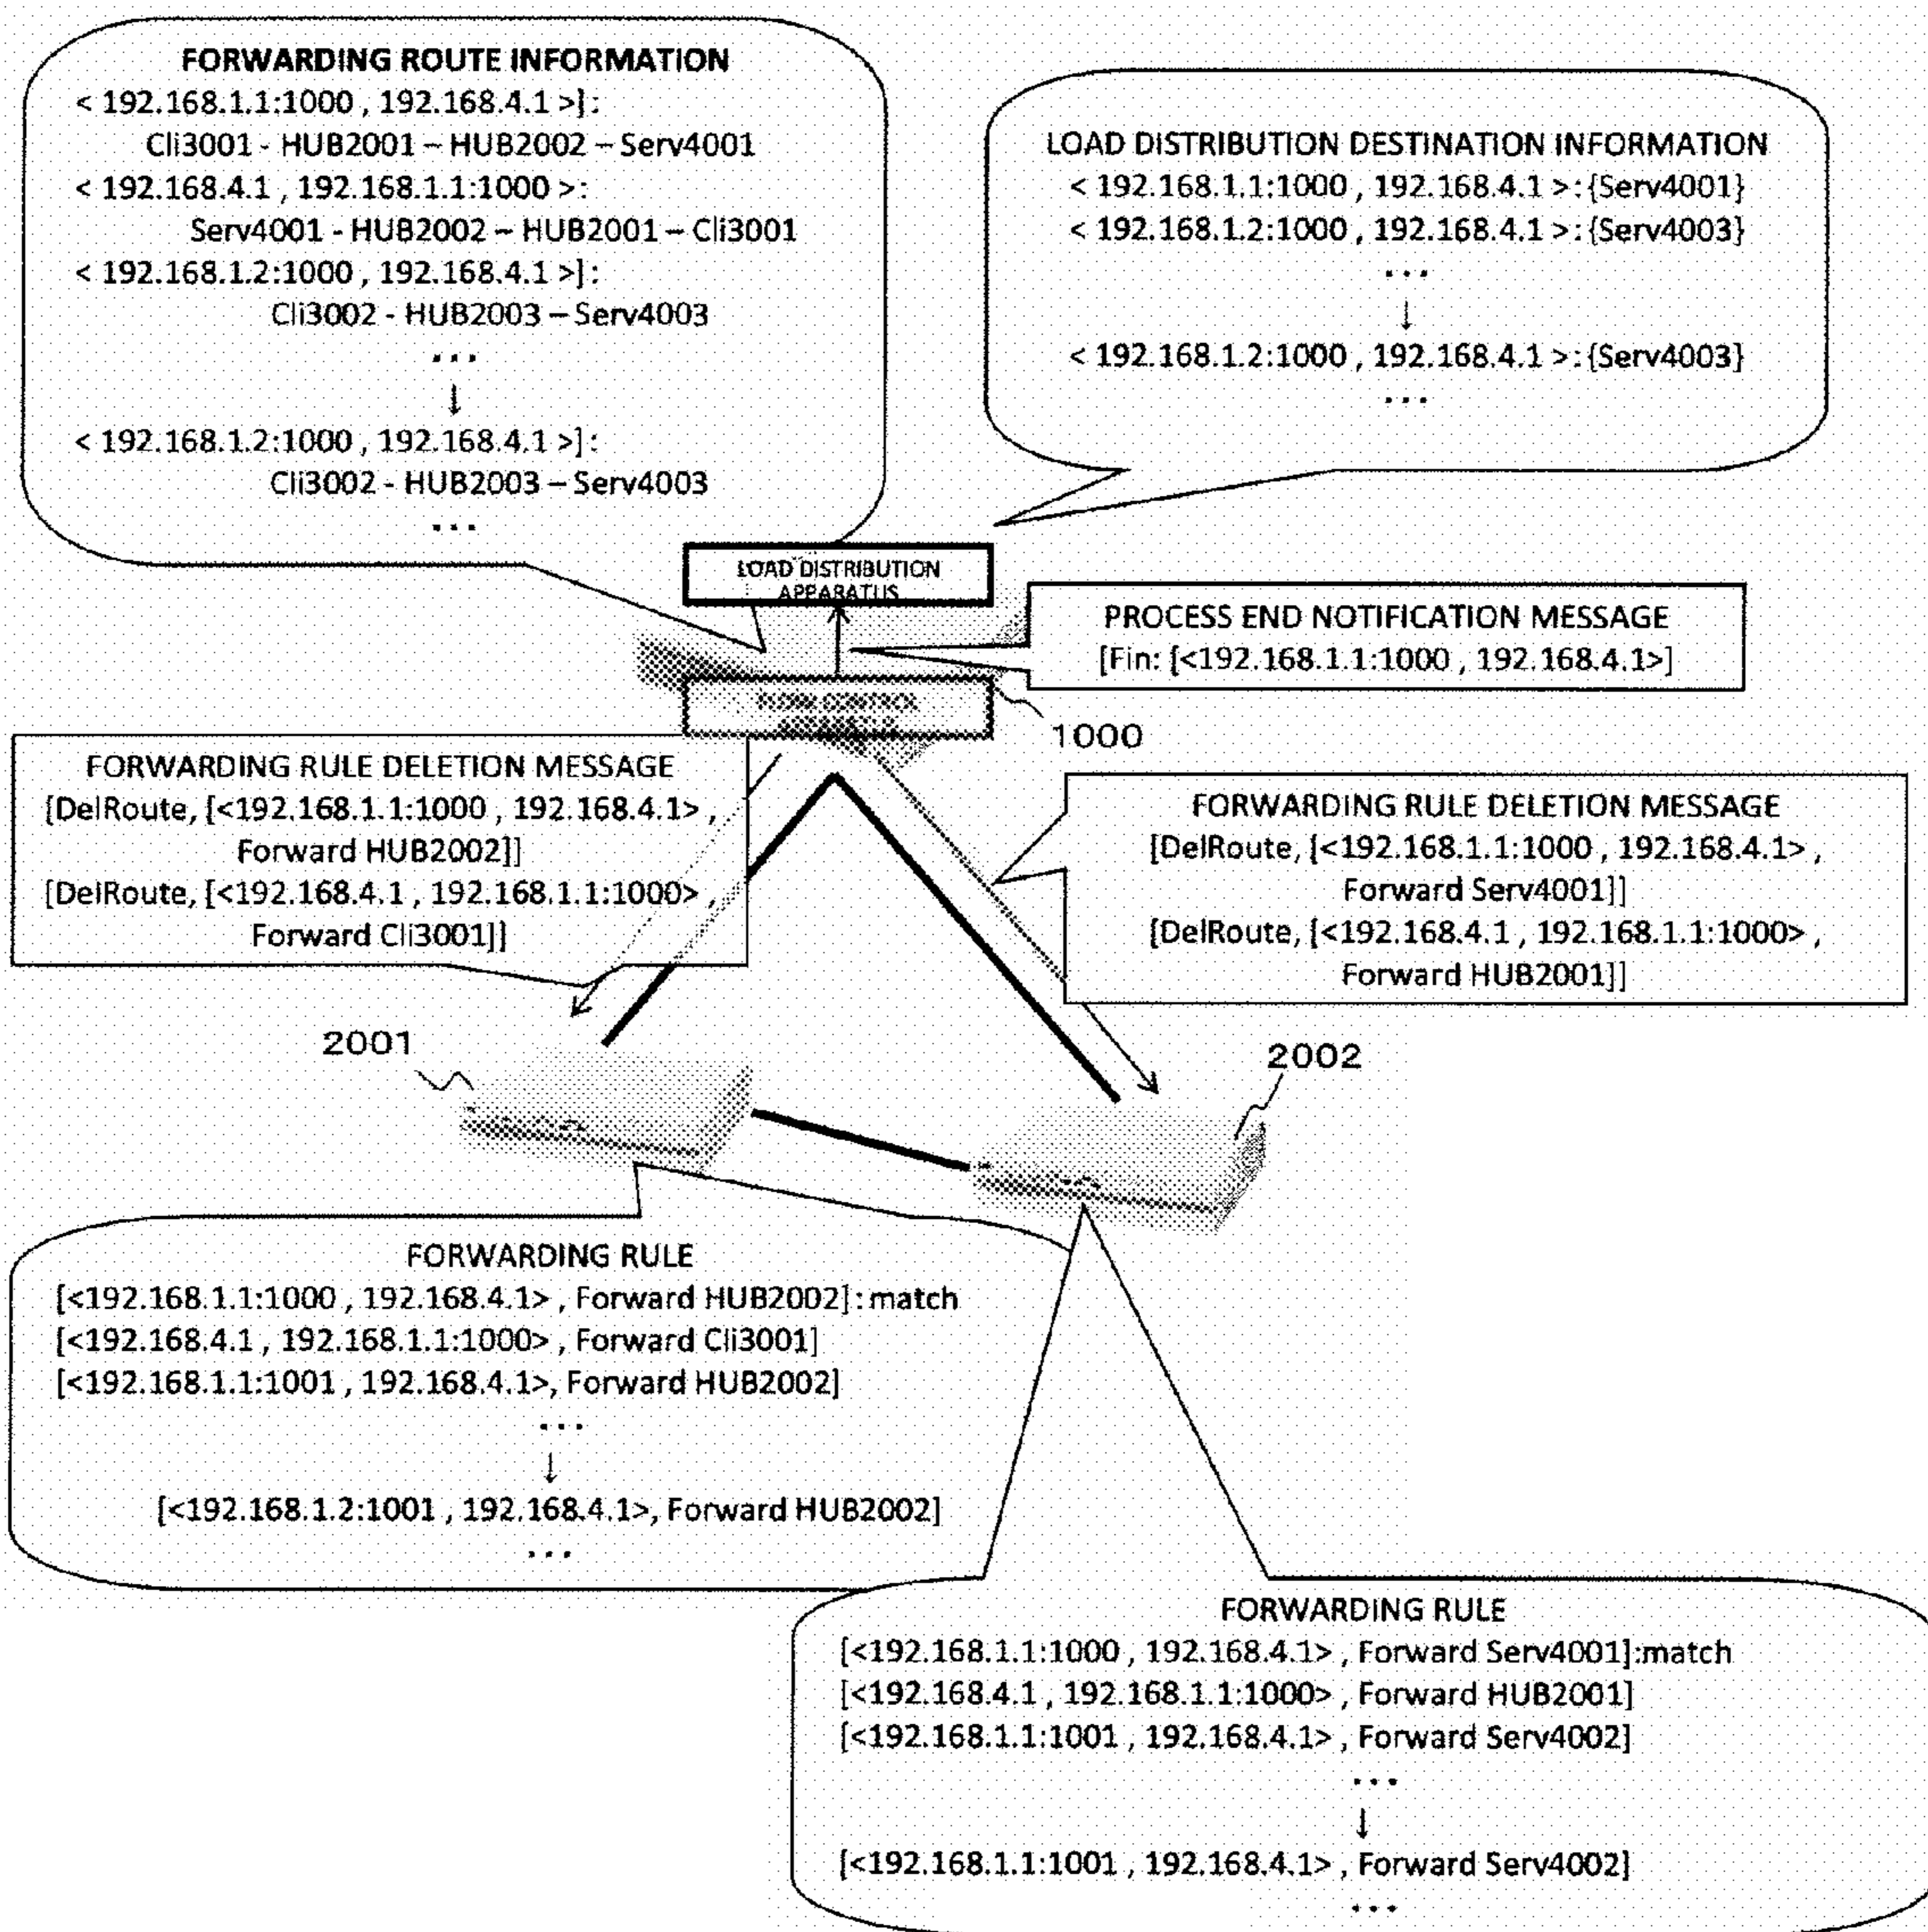 FORWARDING ROUTE INFORMATION
< 192.168.1.1:1000 , 192.168.4.1 >]:
Cli3001 - HUB2001 – HUB2002 – Serv4001
< 192.168.4.1 , 192.168.1.1:1000 >:
Serv4001 - HUB2002 – HUB2001 – Cli3001
< 192.168.1.2:1000 , 192.168.4.1 >]:
Cli3002 - HUB2003 – Serv4003
...
↓
< 192.168.1.2:1000 , 192.168.4.1 >]:
Cli3002 - HUB2003 – Serv4003
...
LOAD DISTRIBUTION DESTINATION INFORMATION
< 192.168.1.1:1000 , 192.168.4.1 >: {Serv4001}
< 192.168.1.2:1000 , 192.168.4.1 >: {Serv4003}
...
↓
< 192.168.1.2:1000 , 192.168.4.1 >: {Serv4003}
...
LOAD DISTRIBUTION
APPARATUS
PROCESS END NOTIFICATION MESSAGE
[Fin: [<192.168.1.1:1000 , 192.168.4.1>]
1000
FORWARDING RULE DELETION MESSAGE
[DelRoute, [<192.168.1.1:1000 , 192.168.4.1> ,
Forward HUB2002]]
[DelRoute, [<192.168.4.1 , 192.168.1.1:1000> ,
Forward Cli3001]]
FORWARDING RULE DELETION MESSAGE
[DelRoute, [<192.168.1.1:1000 , 192.168.4.1> ,
Forward Serv4001]]
[DelRoute, [<192.168.4.1 , 192.168.1.1:1000> ,
Forward HUB2001]]
2001
2002
FORWARDING RULE
[<192.168.1.1:1000 , 192.168.4.1> , Forward HUB2002]:match
[<192.168.4.1 , 192.168.1.1:1000> , Forward Cli3001]
[<192.168.1.1:1001 , 192.168.4.1>, Forward HUB2002]
...
↓
[<192.168.1.2:1001 , 192.168.4.1>, Forward HUB2002]
...
FORWARDING RULE
[<192.168.1.1:1000 , 192.168.4.1> , Forward Serv4001]:match
[<192.168.4.1 , 192.168.1.1:1000> , Forward HUB2001]
[<192.168.1.1:1001 , 192.168.4.1> , Forward Serv4002]
...
↓
[<192.168.1.1:1001 , 192.168.4.1> , Forward Serv4002]
...